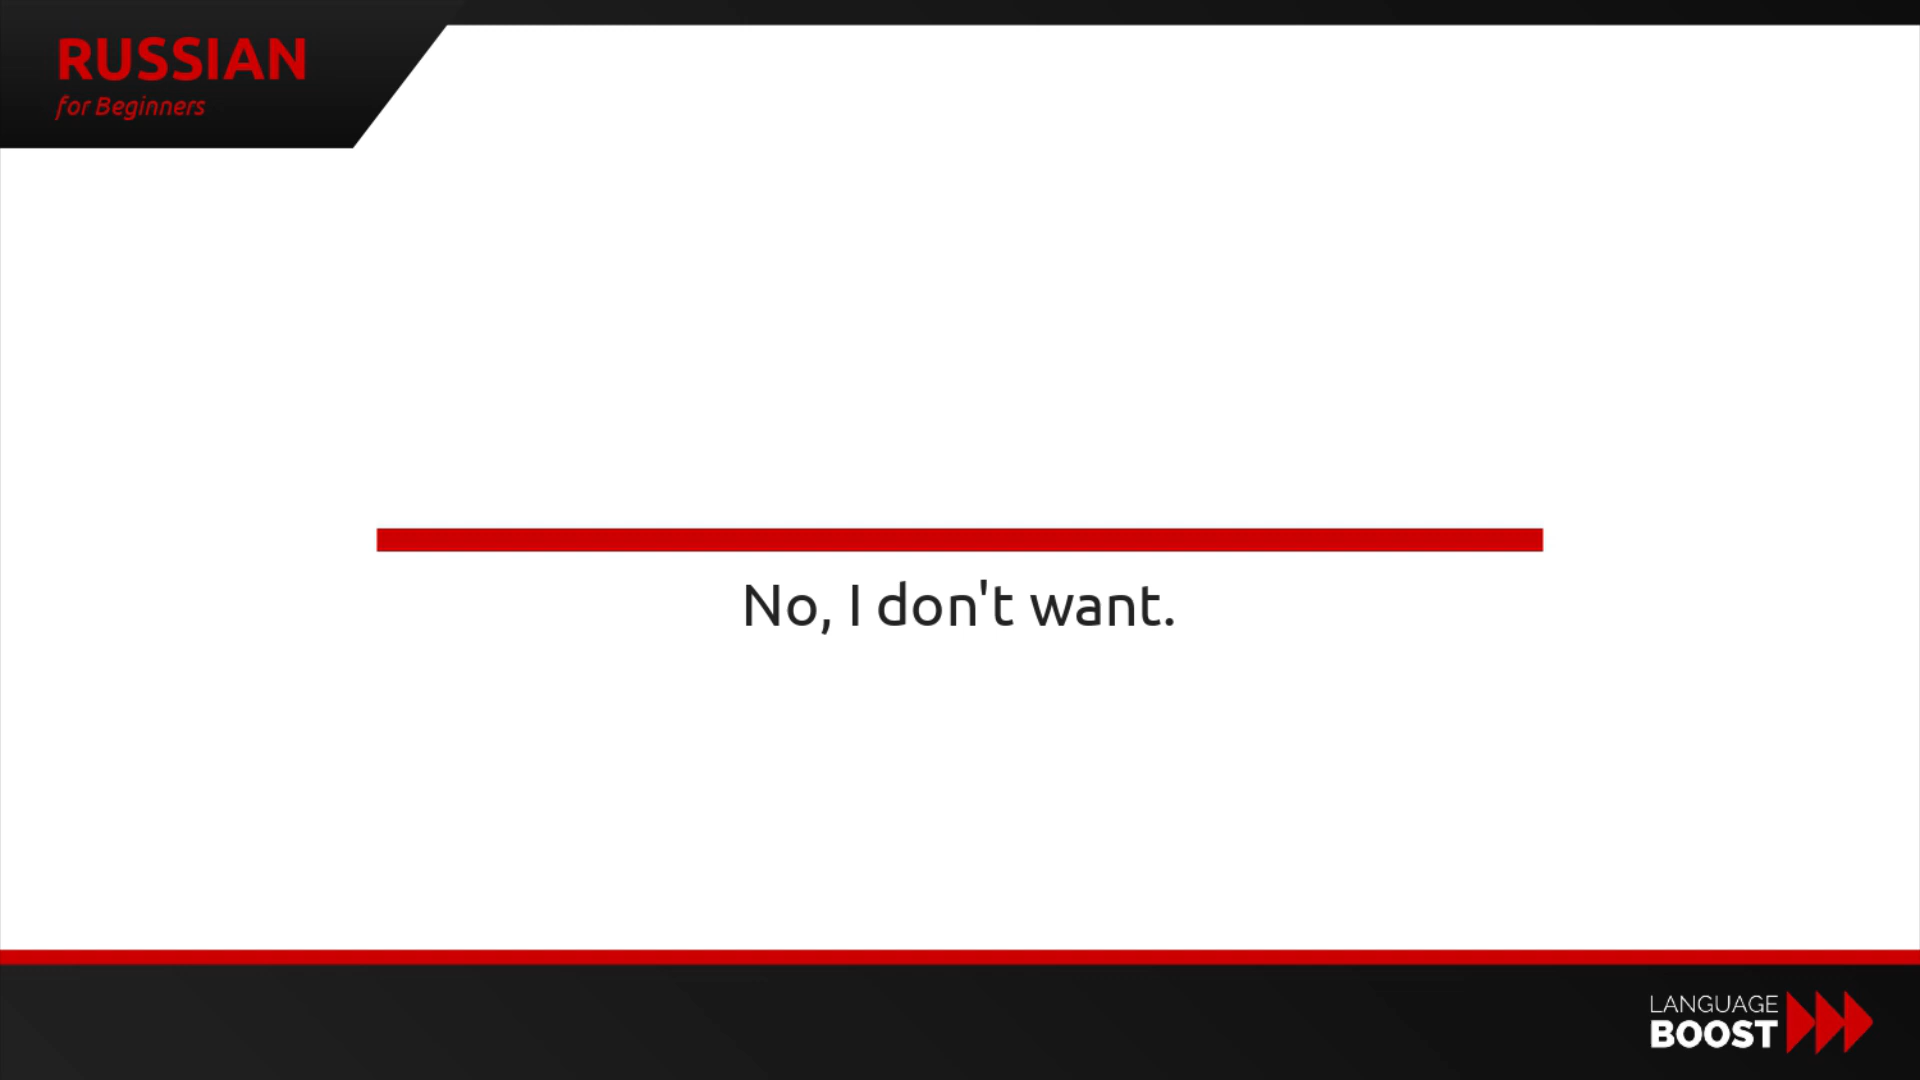 RUSSIAN
for Beginners
No, I don't want.
LANGUAGE
BOOST